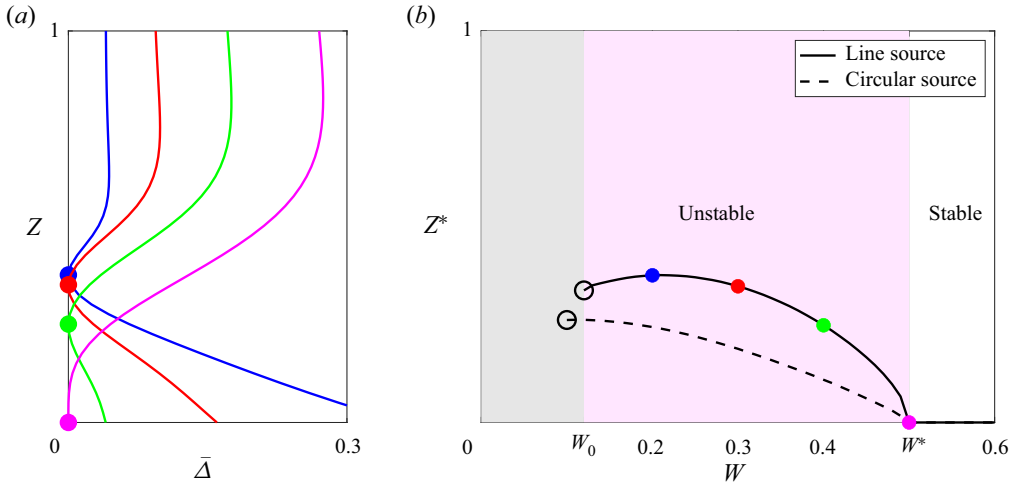 (a)
1
Z
0
0.3
Δ̄
(b)
1
Line source
Circular source
Z*
Unstable
Stable
0
W₀
0.2
0.3
0.4
W*
0.6
W